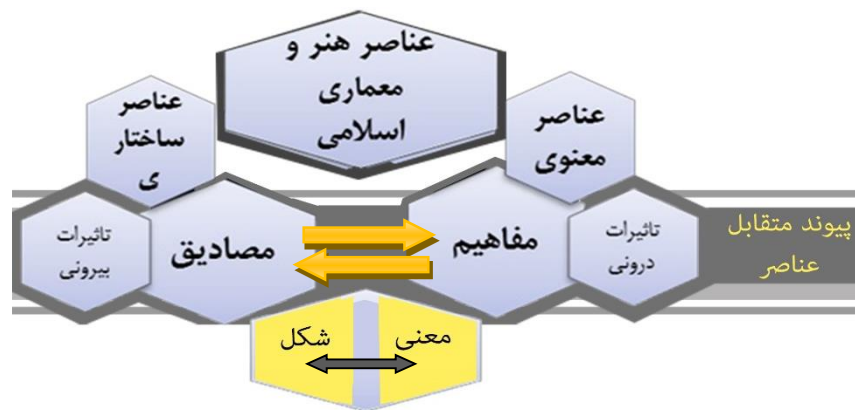 عناصر هنر و
معماری
اسلامی
عناصر
معنوی
عناصر
ساختار
ی
پیوند متقابل
عناصر
تاثیرات
درونی
مفاهیم
مصادیق
تاثیرات
بیرونی
معنی
شکل